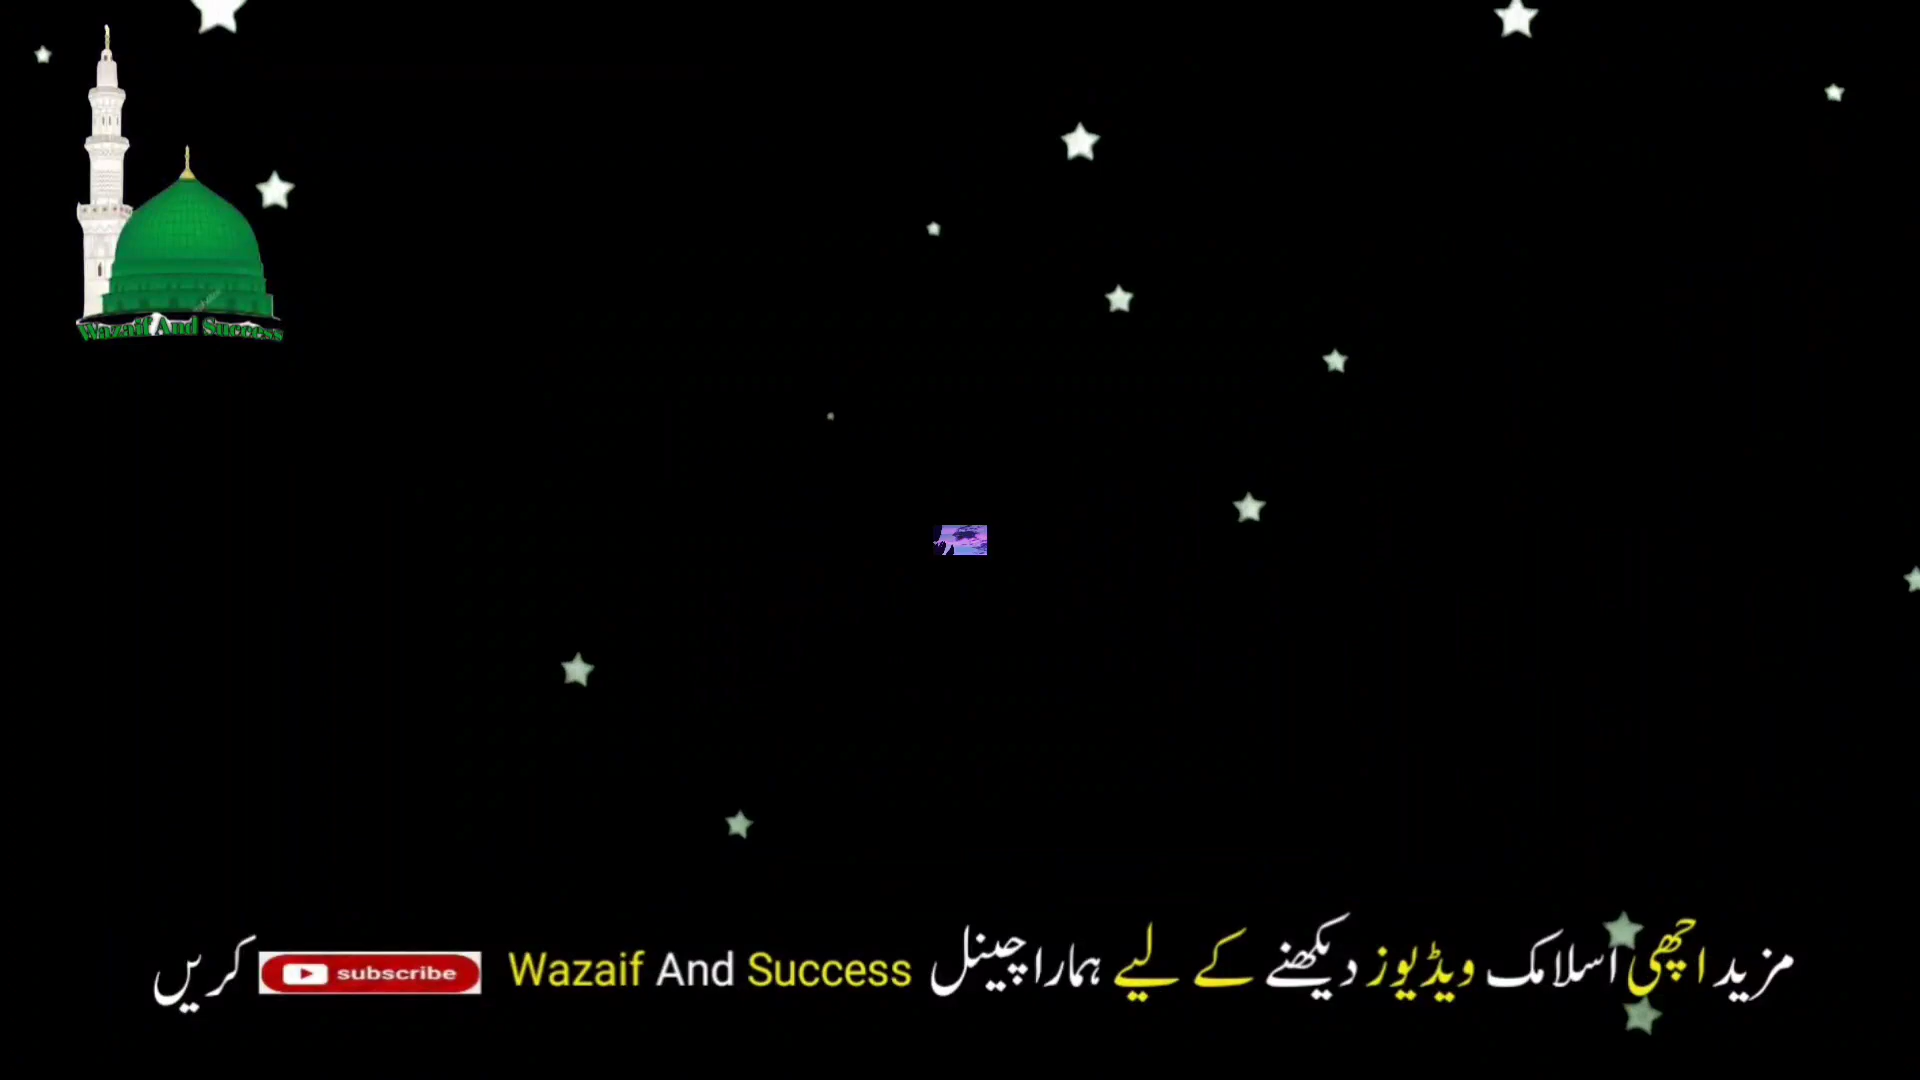 Wazaif And Success
مزید اچھی اسلامک ویڈیوز دیکھنے کے لیے ہمارا چینل Wazaif And Success subscribe کریں